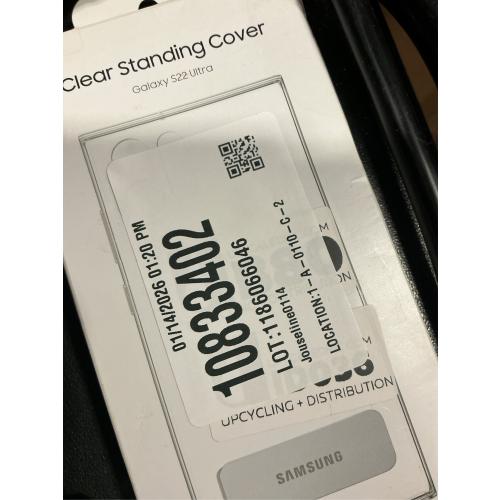 Clear Standing Cover
Galaxy S22 Ultra
01/14/2026 01:20 PM
10833402
LOT:1186066046
Jouseline0114
LOCATION:1-A-0110-C-2
UPCYCLING + DISTRIBUTION
SAMSUNG